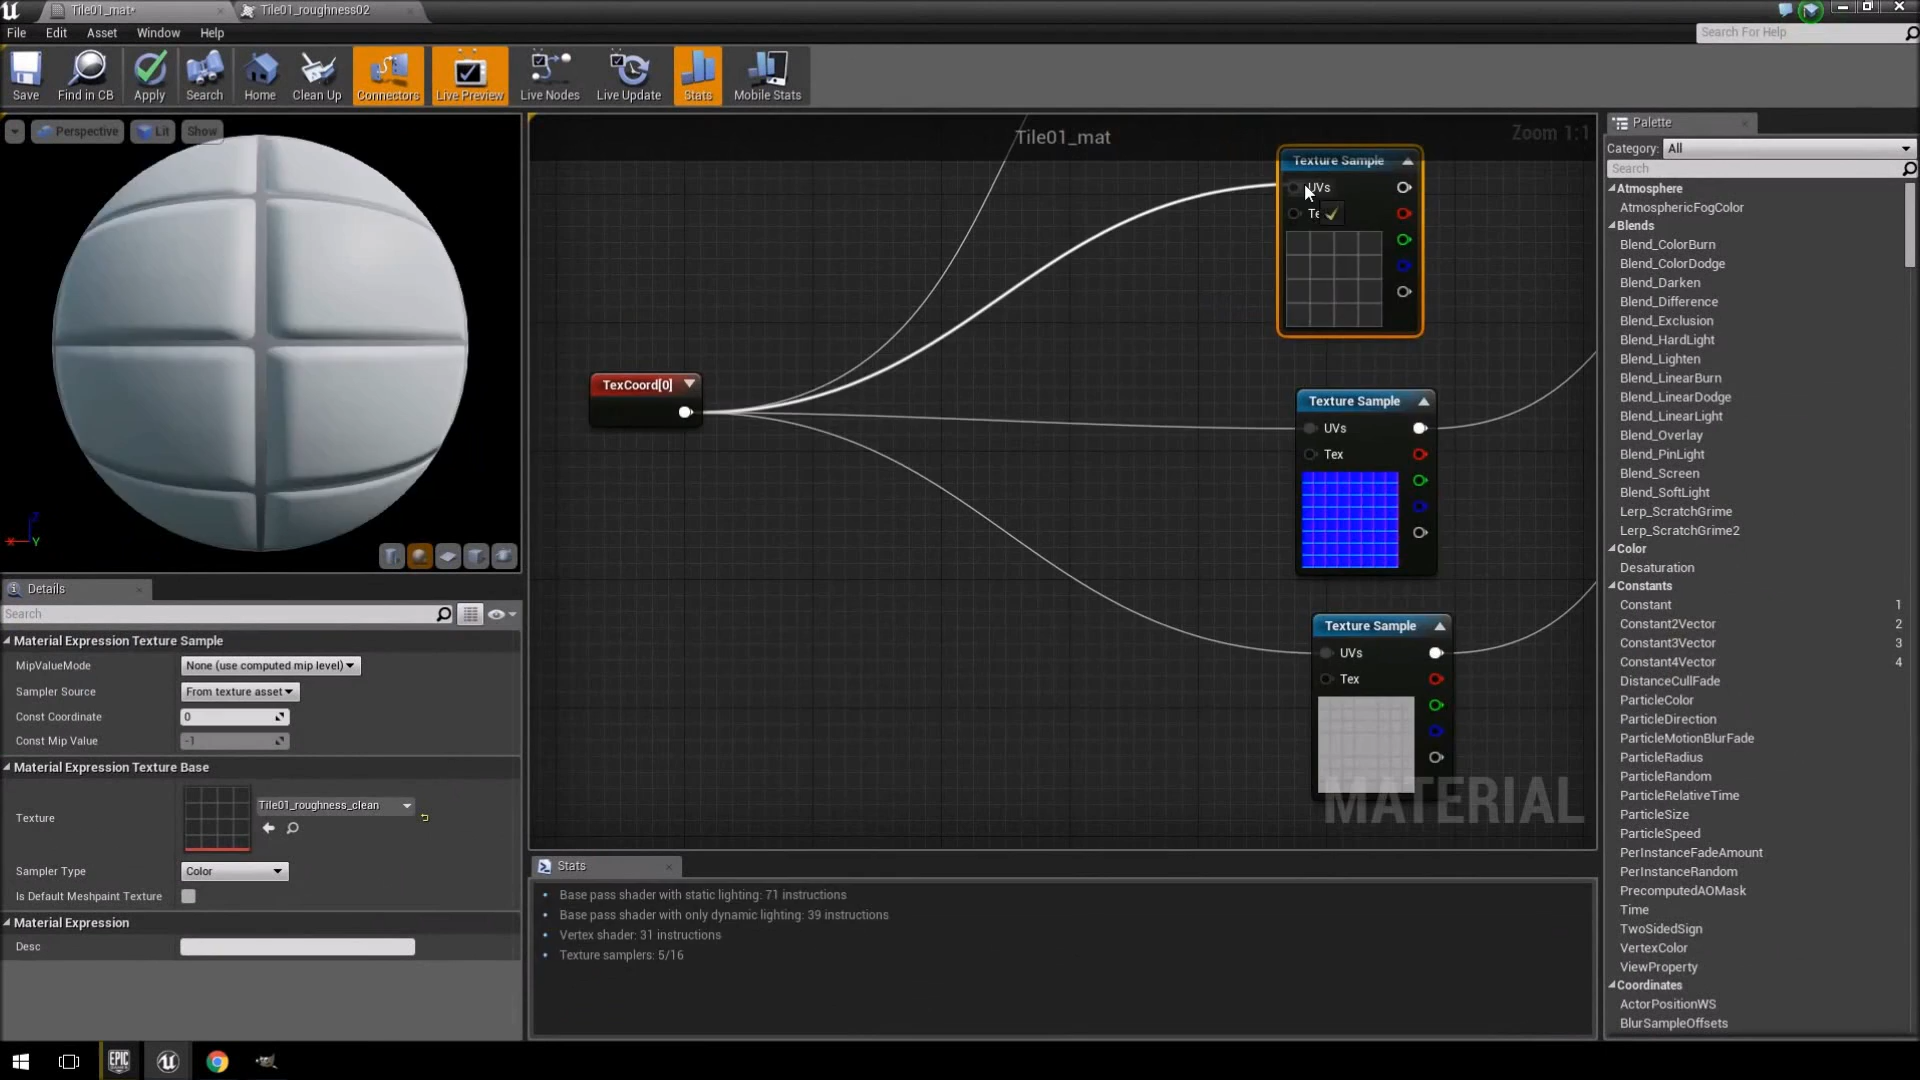 Tile01_mat*
Tile01_roughness02
File
Edit
Asset
Window
Help
Search For Help
Save
Find in CB
Apply
Search
Home
Clean Up
Connectors
Live Preview
Live Nodes
Live Update
Stats
Mobile Stats
Perspective
Lit
Show
Tile01_mat
Zoom 1:1
Texture Sample
UVs
Te
TexCoord[0]
Texture Sample
UVs
Tex
Texture Sample
UVs
Tex
MATERIAL
X
Y
Z
Details
Search
Material Expression Texture Sample
MipValueMode
None (use computed mip level)
Sampler Source
From texture asset
Const Coordinate
0
Const Mip Value
-1
Material Expression Texture Base
Texture
Tile01_roughness_clean
Sampler Type
Color
Is Default Meshpaint Texture
Material Expression
Desc
Stats
Base pass shader with static lighting: 71 instructions
Base pass shader with only dynamic lighting: 39 instructions
Vertex shader: 31 instructions
Texture samplers: 5/16
Palette
Category: All
Search
Atmosphere
AtmosphericFogColor
Blends
Blend_ColorBurn
Blend_ColorDodge
Blend_Darken
Blend_Difference
Blend_Exclusion
Blend_HardLight
Blend_Lighten
Blend_LinearBurn
Blend_LinearDodge
Blend_LinearLight
Blend_Overlay
Blend_PinLight
Blend_Screen
Blend_SoftLight
Lerp_ScratchGrime
Lerp_ScratchGrime2
Color
Desaturation
Constants
Constant 1
Constant2Vector 2
Constant3Vector 3
Constant4Vector 4
DistanceCullFade
ParticleColor
ParticleDirection
ParticleMotionBlurFade
ParticleRadius
ParticleRandom
ParticleRelativeTime
ParticleSize
ParticleSpeed
PerInstanceFadeAmount
PerInstanceRandom
PrecomputedAOMask
Time
TwoSidedSign
VertexColor
ViewProperty
Coordinates
ActorPositionWS
BlurSampleOffsets
EPIC